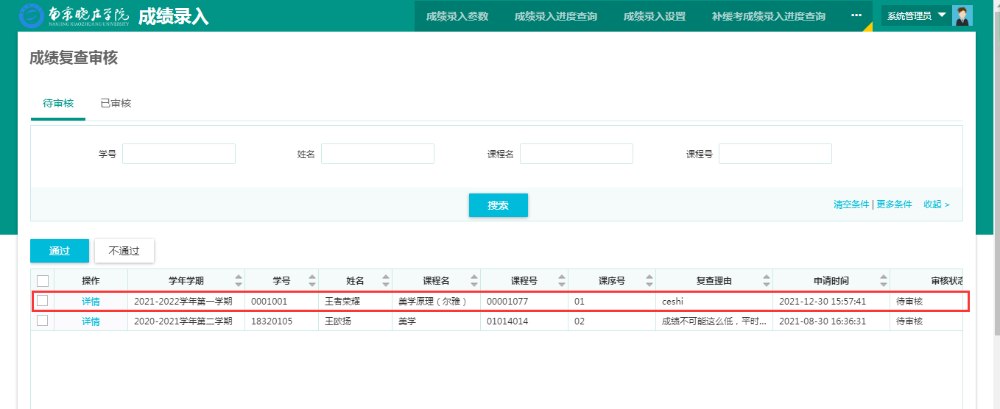 南京晓庄学院
NANJING XIAOZHUANG UNIVERSITY
成绩录入
成绩录入参数 成绩录入进度查询 成绩录入设置 补缓考成绩录入进度查询 ••• 系统管理员
成绩复查审核
待审核 已审核
学号 姓名 课程名 课程号
搜索 清空条件 | 更多条件 收起 >
通过 不通过
操作 学年学期 学号 姓名 课程名 课程号 课序号 复查理由 申请时间 审核状态
详情 2021-2022学年第一学期 0001001 王者荣耀 美学原理（尔雅） 00001077 01 ceshi 2021-12-30 15:57:41 待审核
详情 2020-2021学年第二学期 18320105 王欧扬 美学 01014014 02 成绩不可能这么低，平时... 2021-08-30 16:36:31 待审核